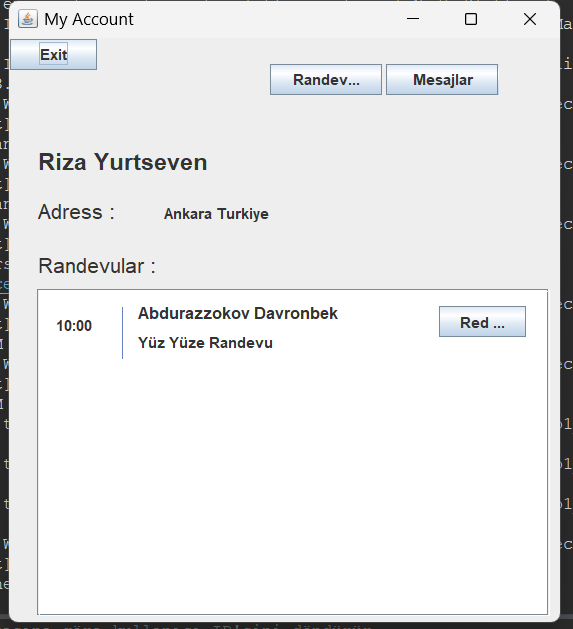 My Account
Exit
Randev... Mesajlar
Riza Yurtseven
Adress : Ankara Turkiye
Randevular :
Abdurazzokov Davronbek
10:00 Red ...
Yüz Yüze Randevu